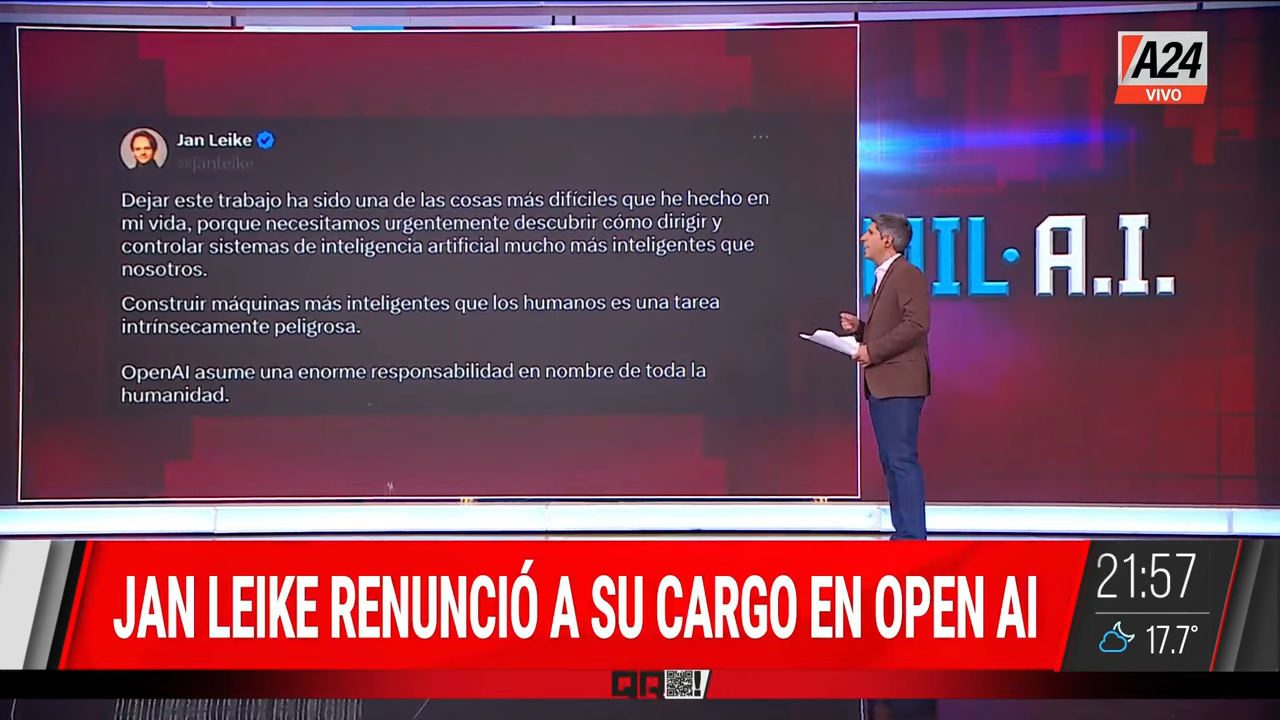 A24
VIVO
Jan Leike
@janleike
Dejar este trabajo ha sido una de las cosas más difíciles que he hecho en
mi vida, porque necesitamos urgentemente descubrir cómo dirigir y
controlar sistemas de inteligencia artificial mucho más inteligentes que
nosotros.
Construir máquinas más inteligentes que los humanos es una tarea
intrínsecamente peligrosa.
OpenAI asume una enorme responsabilidad en nombre de toda la
humanidad.
A.I.
JAN LEIKE RENUNCIÓ A SU CARGO EN OPEN AI
21:57
17.7°